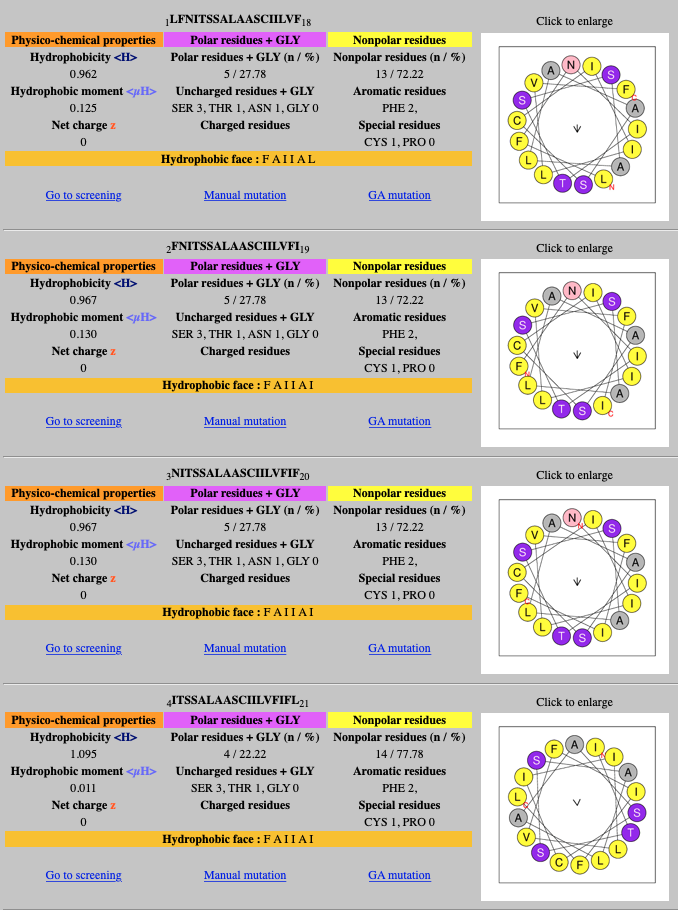 1LFNITSSALAASCIILVF18
Click to enlarge
Physico-chemical properties Polar residues + GLY Nonpolar residues
Hydrophobicity <H> Polar residues + GLY (n / %) Nonpolar residues (n / %)
0.962 5 / 27.78 13 / 72.22
Hydrophobic moment <μH> Uncharged residues + GLY Aromatic residues
0.125 SER 3, THR 1, ASN 1, GLY 0 PHE 2,
Net charge z Charged residues Special residues
0 CYS 1, PRO 0
Hydrophobic face : F A I I A L
Go to screening Manual mutation GA mutation
N I S F C A I I A L N S T L L F C S V A
2FNITSSALAASCIILVFI19
Click to enlarge
Physico-chemical properties Polar residues + GLY Nonpolar residues
Hydrophobicity <H> Polar residues + GLY (n / %) Nonpolar residues (n / %)
0.967 5 / 27.78 13 / 72.22
Hydrophobic moment <μH> Uncharged residues + GLY Aromatic residues
0.130 SER 3, THR 1, ASN 1, GLY 0 PHE 2,
Net charge z Charged residues Special residues
0 CYS 1, PRO 0
Hydrophobic face : F A I I A I
Go to screening Manual mutation GA mutation
N I S F A I I A I C S T L L F N C S V A
3NITSSALAASCIILVFIF20
Click to enlarge
Physico-chemical properties Polar residues + GLY Nonpolar residues
Hydrophobicity <H> Polar residues + GLY (n / %) Nonpolar residues (n / %)
0.967 5 / 27.78 13 / 72.22
Hydrophobic moment <μH> Uncharged residues + GLY Aromatic residues
0.130 SER 3, THR 1, ASN 1, GLY 0 PHE 2,
Net charge z Charged residues Special residues
0 CYS 1, PRO 0
Hydrophobic face : F A I I A I
Go to screening Manual mutation GA mutation
N N I S F A I I A I S T L L F C C S V A
4ITSSALAASCIILVFIFL21
Click to enlarge
Physico-chemical properties Polar residues + GLY Nonpolar residues
Hydrophobicity <H> Polar residues + GLY (n / %) Nonpolar residues (n / %)
1.095 4 / 22.22 14 / 77.78
Hydrophobic moment <μH> Uncharged residues + GLY Aromatic residues
0.011 SER 3, THR 1, GLY 0 PHE 2,
Net charge z Charged residues Special residues
0 CYS 1, PRO 0
Hydrophobic face : F A I I A I
Go to screening Manual mutation GA mutation
A I N I A I S T L L F C S V A L C I S F